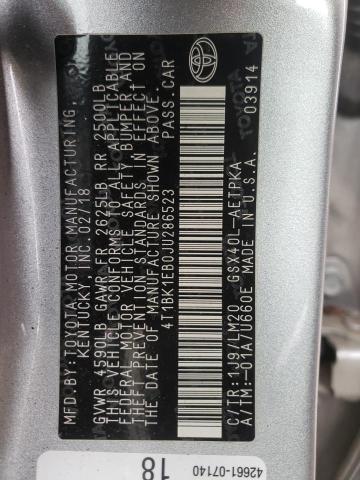 MFD. BY: TOYOTA MOTOR MANUFACTURING,
KENTUCKY, INC. 02/18
GVWR 4590LB GAWR FR 2675LB RR 2500LB
THIS VEHICLE CONFORMS TO ALL APPLICABLE
FEDERAL MOTOR VEHICLE SAFETY, BUMPER, AND
THEFT PREVENTION STANDARDS IN EFFECT ON
THE DATE OF MANUFACTURE SHOWN ABOVE.
4T1BK1EB0JU286523 PASS. CAR
TOYOTA
C/TR: 1J9/LM20 GSX40L-AETPKA
A/TM: -01A/U660E MADE IN U.S.A. 03914
42661-07140
18